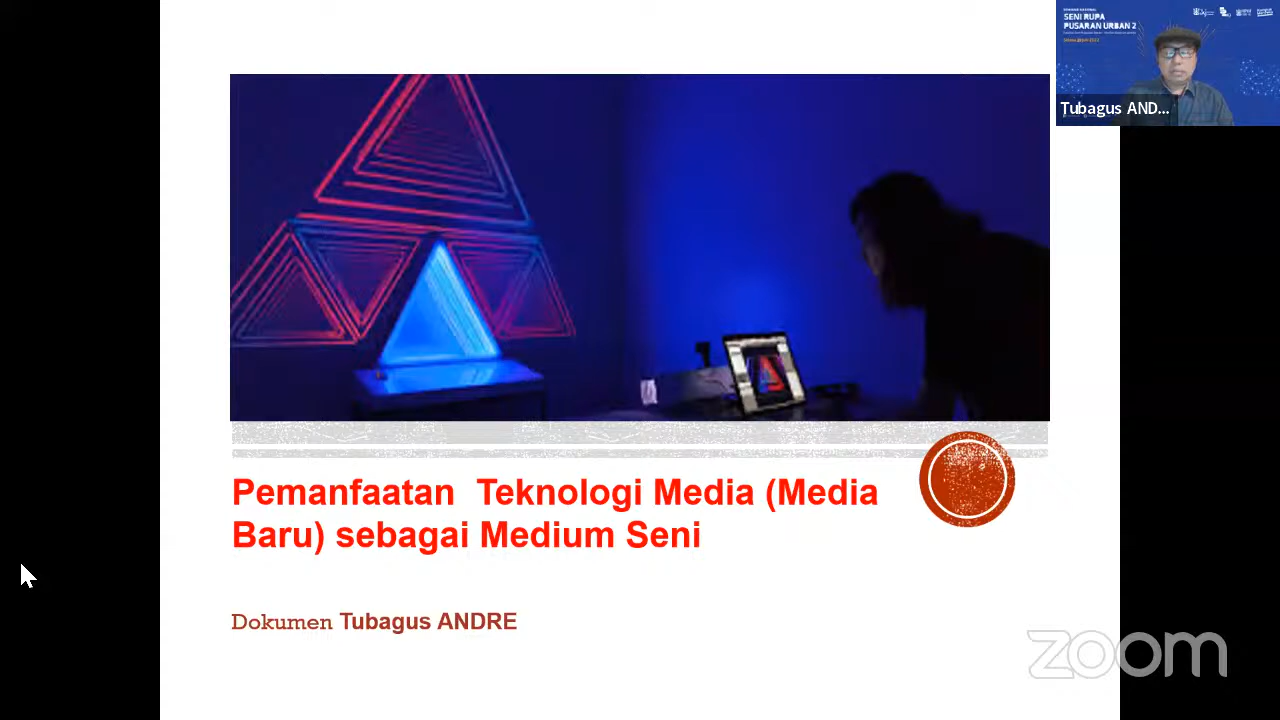 SENI RUPA
PUSARAN URBAN 2
Tubagus AND...
Pemanfaatan Teknologi Media (Media
Baru) sebagai Medium Seni
Dokumen Tubagus ANDRE
zoom